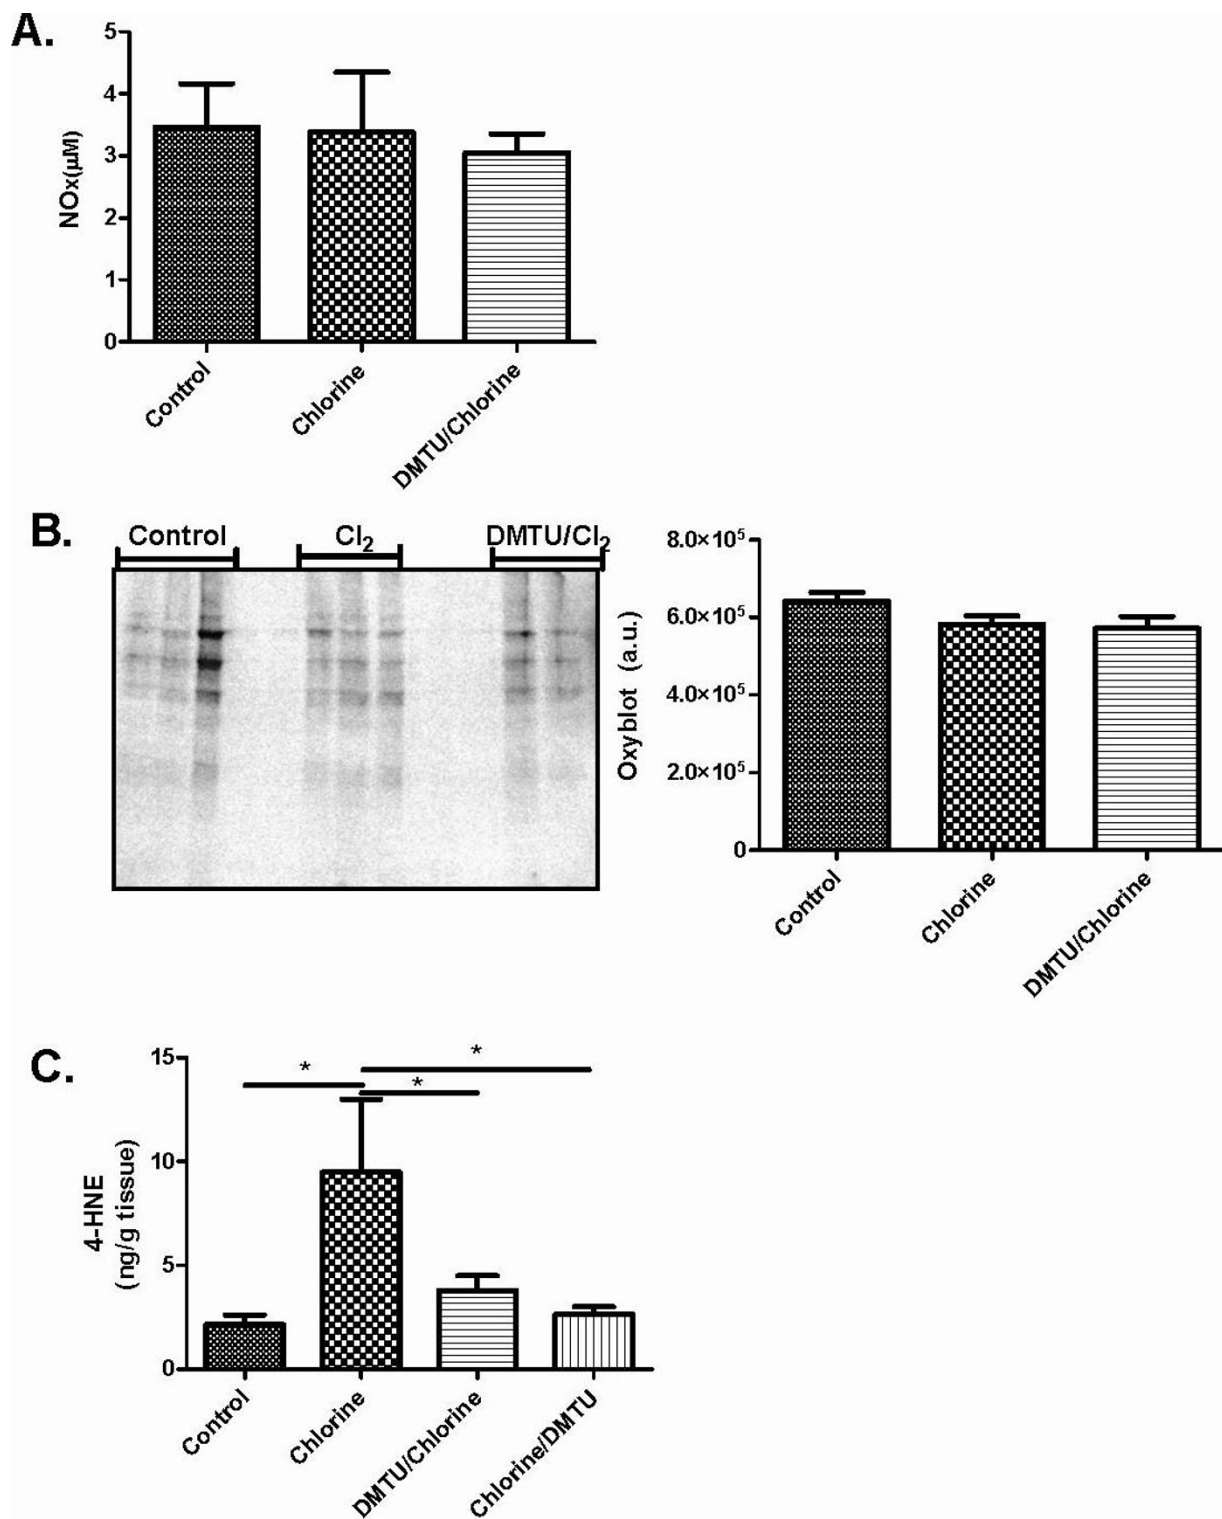 A.
5
4
3
2
1
0
NOx(μM)
Control
Chlorine
DMTU/Chlorine
B.
Control
Cl₂
DMTU/Cl₂
8.0×10⁵
6.0×10⁵
4.0×10⁵
2.0×10⁵
0
Oxyblot (a.u.)
Control
Chlorine
DMTU/Chlorine
C.
15
10
5
0
4-HNE
(ng/g tissue)
*
*
*
Control
Chlorine
DMTU/Chlorine
Chlorine/DMTU